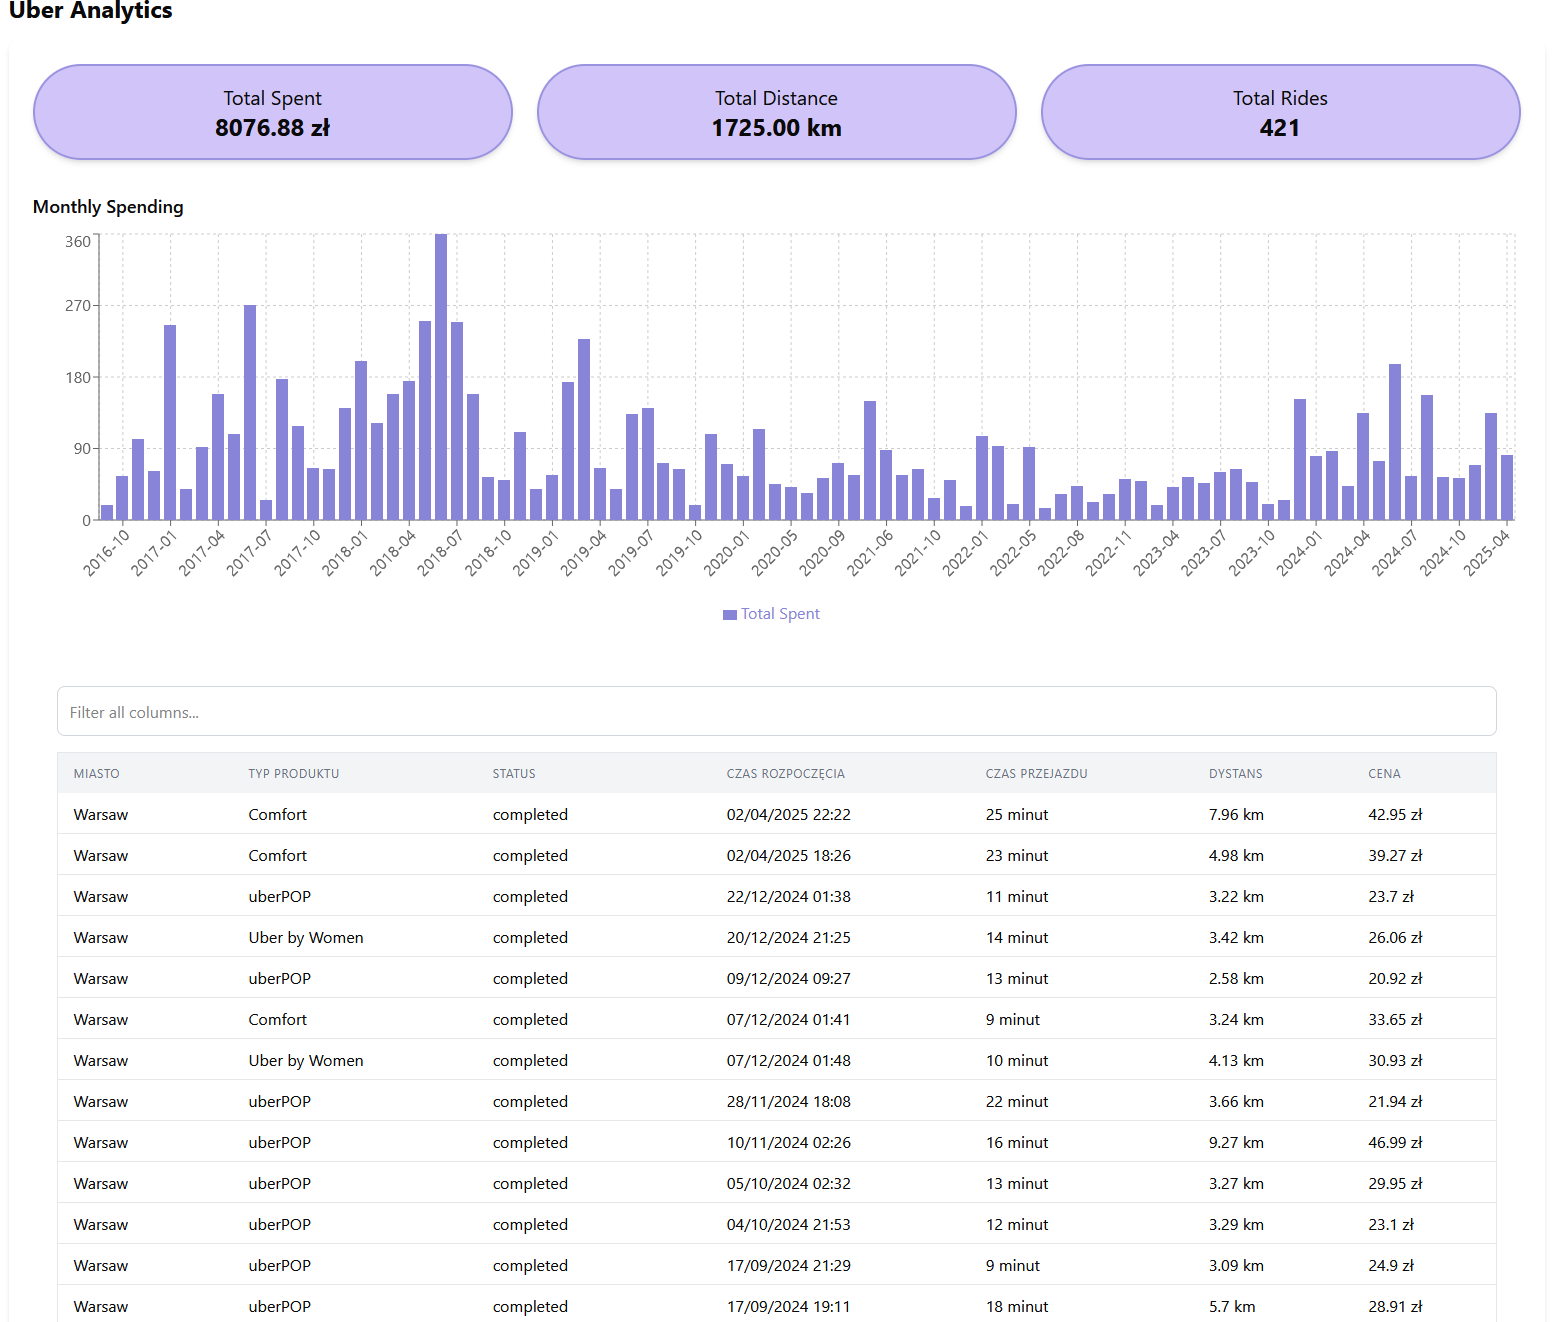 Uber Analytics
Total Spent
8076.88 zł
Total Distance
1725.00 km
Total Rides
421
Monthly Spending
360
270
180
90
0
2016-10 2017-01 2017-04 2017-07 2017-10 2018-01 2018-04 2018-07 2018-10 2019-01 2019-04 2019-07 2019-10 2020-01 2020-05 2020-09 2021-06 2021-10 2022-01 2022-05 2022-08 2022-11 2023-04 2023-07 2023-10 2024-01 2024-04 2024-07 2024-10 2025-04
Total Spent
Filter all columns...
MIASTO TYP PRODUKTU STATUS CZAS ROZPOCZĘCIA CZAS PRZEJAZDU DYSTANS CENA
Warsaw Comfort completed 02/04/2025 22:22 25 minut 7.96 km 42.95 zł
Warsaw Comfort completed 02/04/2025 18:26 23 minut 4.98 km 39.27 zł
Warsaw uberPOP completed 22/12/2024 01:38 11 minut 3.22 km 23.7 zł
Warsaw Uber by Women completed 20/12/2024 21:25 14 minut 3.42 km 26.06 zł
Warsaw uberPOP completed 09/12/2024 09:27 13 minut 2.58 km 20.92 zł
Warsaw Comfort completed 07/12/2024 01:41 9 minut 3.24 km 33.65 zł
Warsaw Uber by Women completed 07/12/2024 01:48 10 minut 4.13 km 30.93 zł
Warsaw uberPOP completed 28/11/2024 18:08 22 minut 3.66 km 21.94 zł
Warsaw uberPOP completed 10/11/2024 02:26 16 minut 9.27 km 46.99 zł
Warsaw uberPOP completed 05/10/2024 02:32 13 minut 3.27 km 29.95 zł
Warsaw uberPOP completed 04/10/2024 21:53 12 minut 3.29 km 23.1 zł
Warsaw uberPOP completed 17/09/2024 21:29 9 minut 3.09 km 24.9 zł
Warsaw uberPOP completed 17/09/2024 19:11 18 minut 5.7 km 28.91 zł